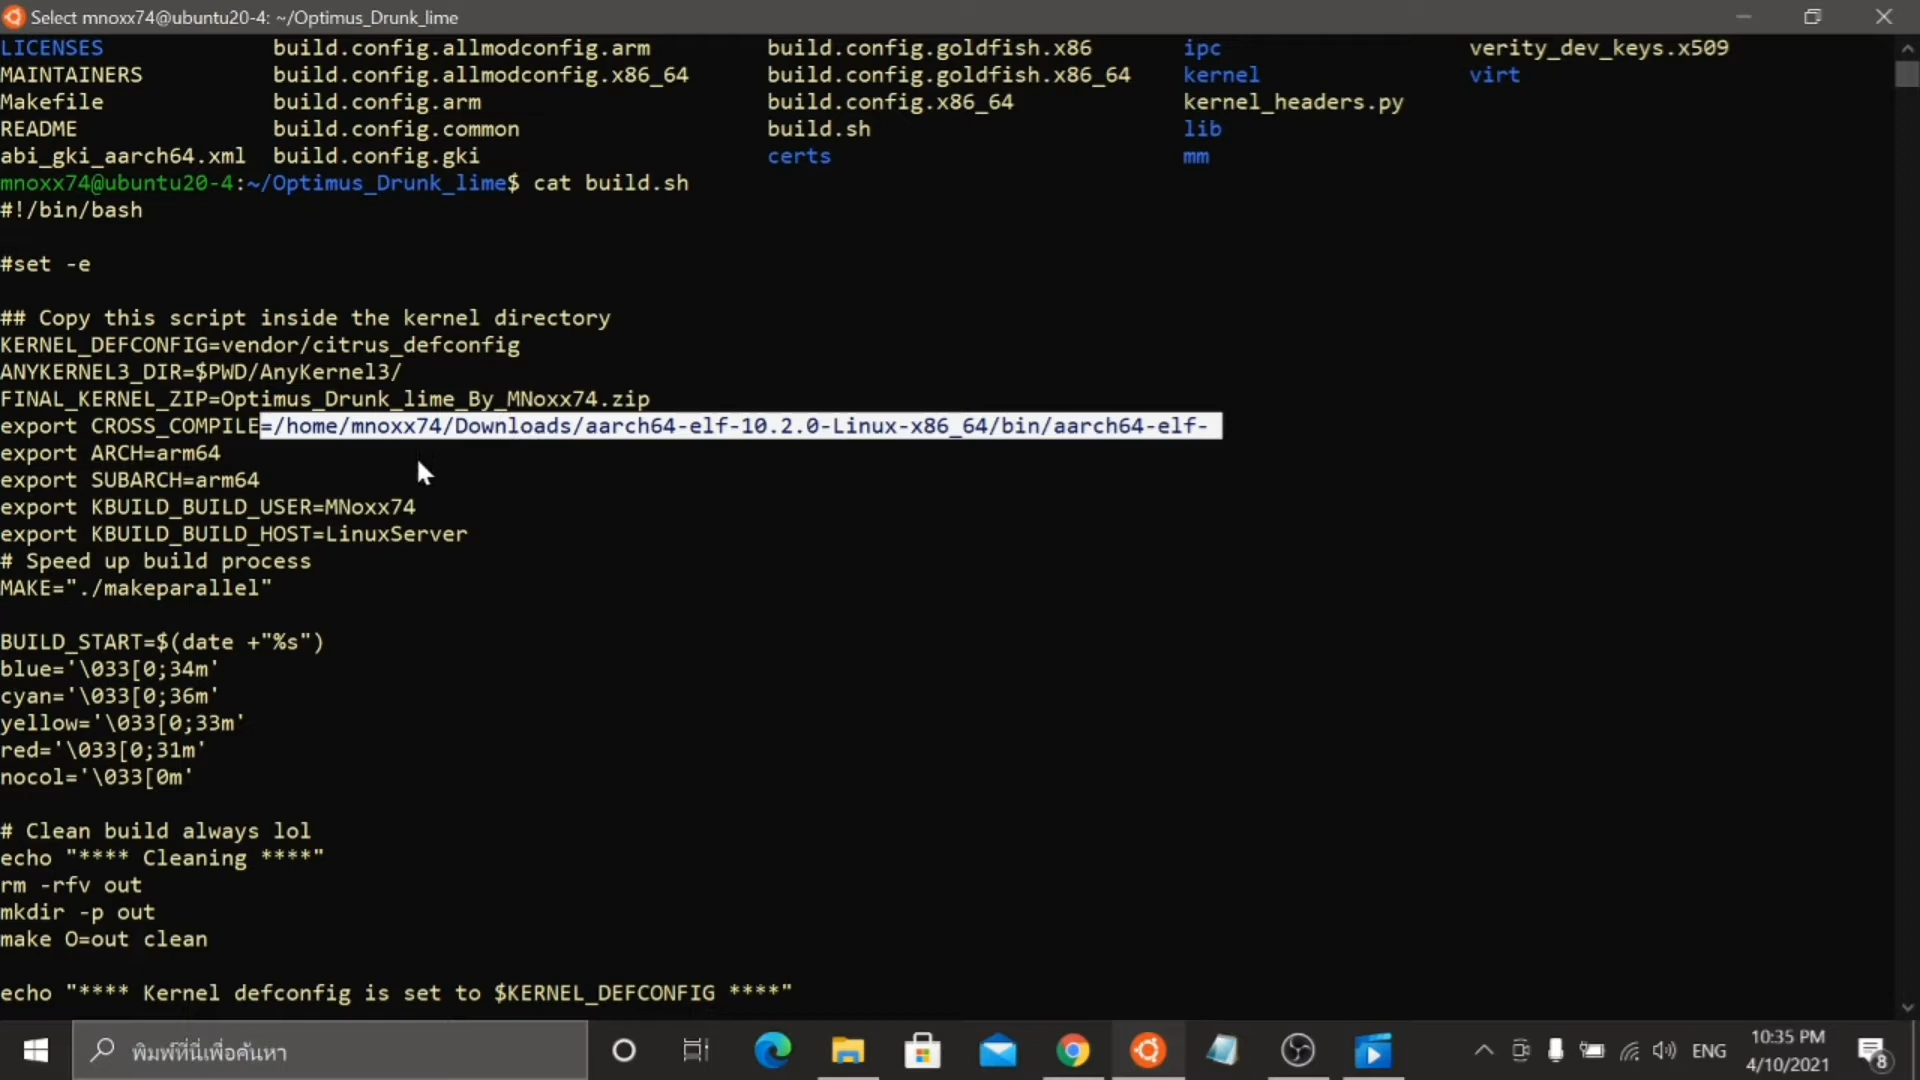 Select mnoxx74@ubuntu20-4: ~/Optimus_Drunk_lime
LICENSES build.config.allmodconfig.arm build.config.goldfish.x86 ipc verity_dev_keys.x509
MAINTAINERS build.config.allmodconfig.x86_64 build.config.goldfish.x86_64 kernel virt
Makefile build.config.arm build.config.x86_64 kernel_headers.py
README build.config.common build.sh lib
abi_gki_aarch64.xml build.config.gki certs mm
mnoxx74@ubuntu20-4:~/Optimus_Drunk_lime$ cat build.sh
#!/bin/bash
#set -e
## Copy this script inside the kernel directory
KERNEL_DEFCONFIG=vendor/citrus_defconfig
ANYKERNEL3_DIR=$PWD/AnyKernel3/
FINAL_KERNEL_ZIP=Optimus_Drunk_lime_By_MNoxx74.zip
export CROSS_COMPILE=/home/mnoxx74/Downloads/aarch64-elf-10.2.0-Linux-x86_64/bin/aarch64-elf-
export ARCH=arm64
export SUBARCH=arm64
export KBUILD_BUILD_USER=MNoxx74
export KBUILD_BUILD_HOST=LinuxServer
# Speed up build process
MAKE="./makeparallel"
BUILD_START=$(date +"%s")
blue='\033[0;34m'
cyan='\033[0;36m'
yellow='\033[0;33m'
red='\033[0;31m'
nocol='\033[0m'
# Clean build always lol
echo "**** Cleaning ****"
rm -rfv out
mkdir -p out
make O=out clean
echo "**** Kernel defconfig is set to $KERNEL_DEFCONFIG ****"
พิมพ์ที่นี่เพื่อค้นหา
ENG
10:35 PM
4/10/2021
8